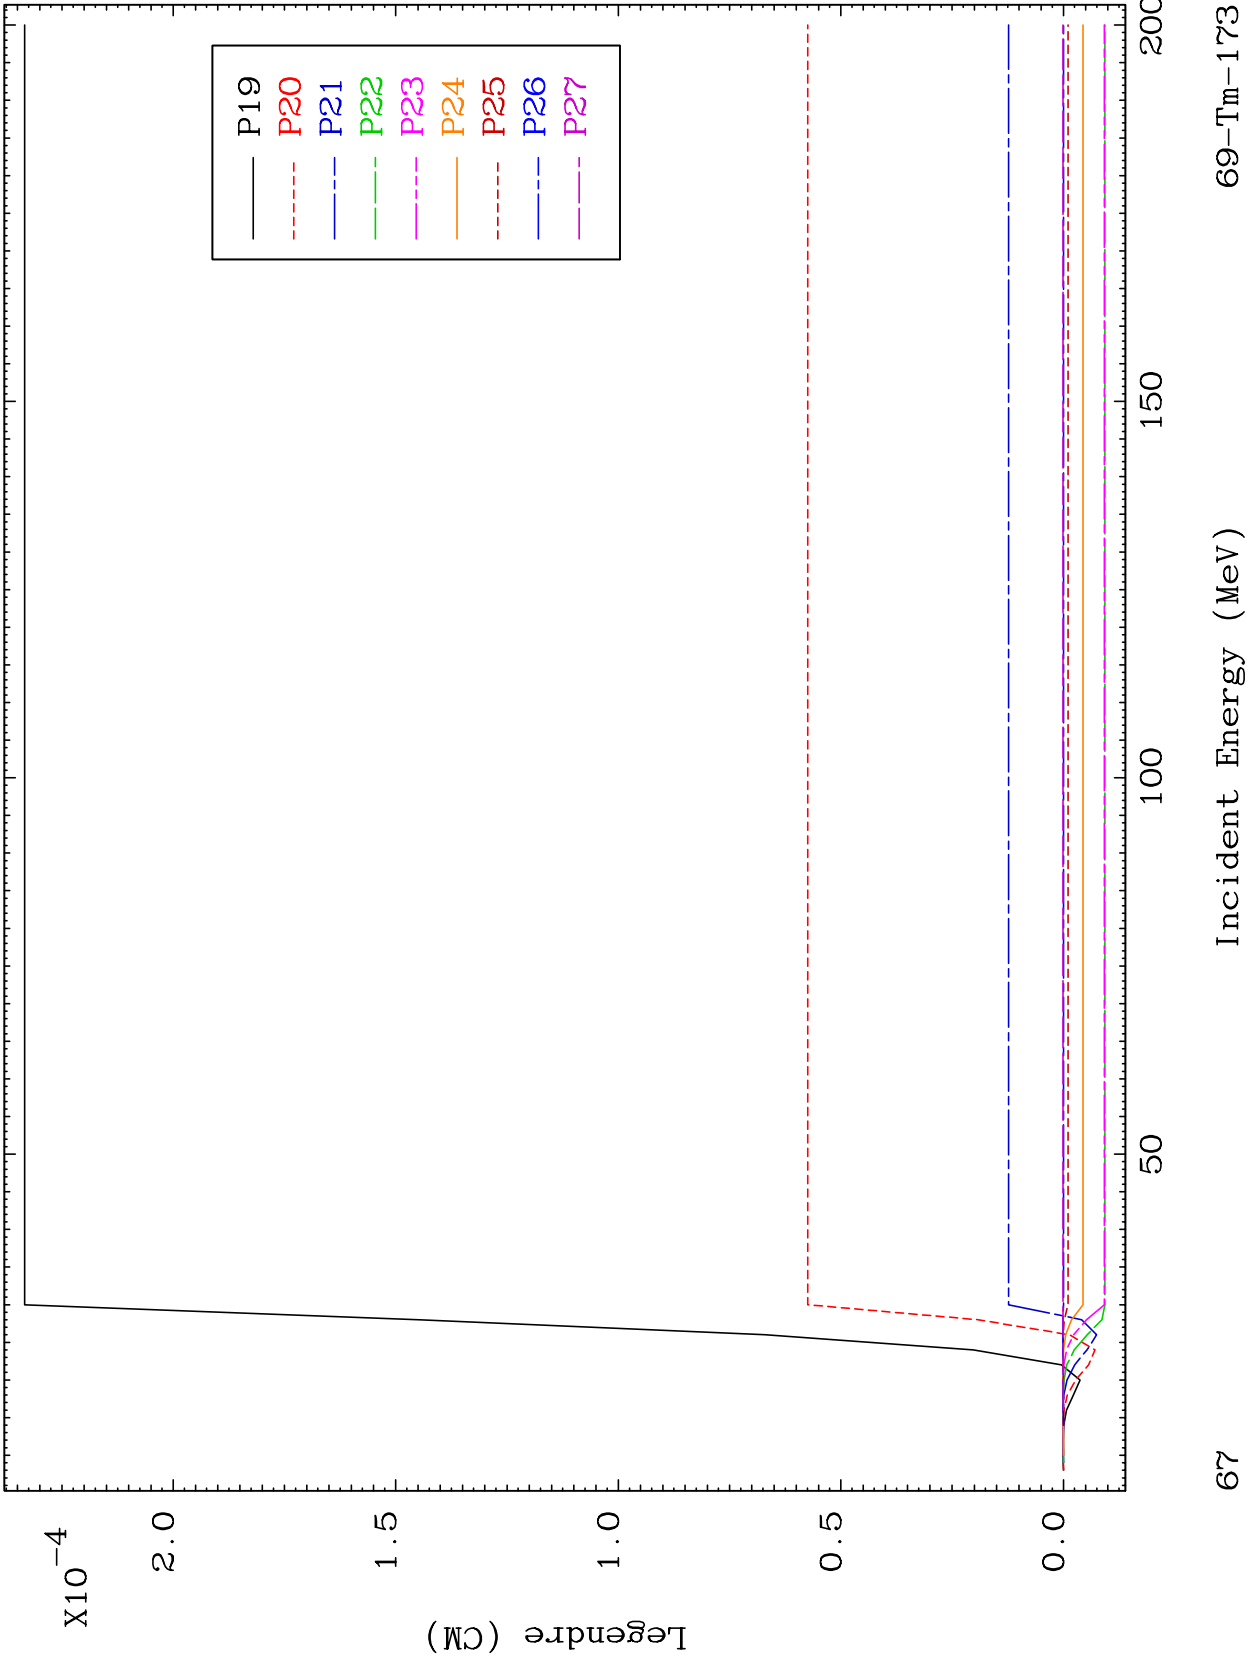 X10-4
2.0
1.5
1.0
0.5
0.0
Legendre (CM)
P19
P20
P21
P22
P23
P24
P25
P26
P27
50
100
150
200
Incident Energy (MeV)
67
69-Tm-173